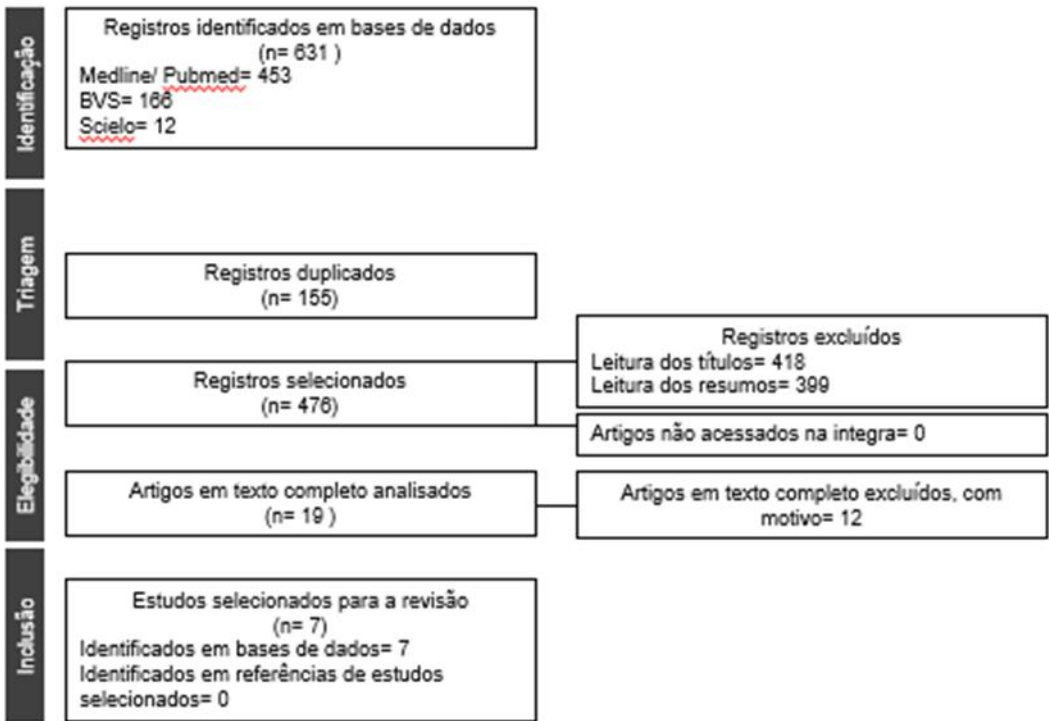 Identificação
Registros identificados em bases de dados
(n= 631 )
Medline/ Pubmed= 453
BVS= 166
Scielo= 12
Triagem
Registros duplicados
(n= 155)
Registros excluídos
Leitura dos títulos= 418
Leitura dos resumos= 399
Elegibilidade
Registros selecionados
(n= 476)
Artigos não acessados na integra= 0
Artigos em texto completo analisados
(n= 19 )
Artigos em texto completo excluídos, com
motivo= 12
Inclusão
Estudos selecionados para a revisão
(n= 7)
Identificados em bases de dados= 7
Identificados em referências de estudos
selecionados= 0